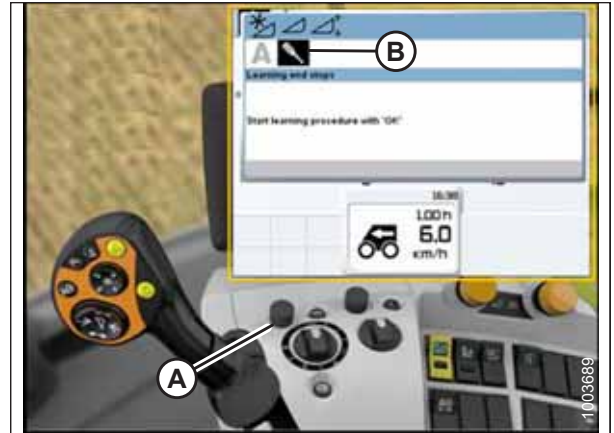 A
B
Learning end stops
Start learning procedure with 'OK'
16:30
1.00 h
6.0
km/h
A
1003689